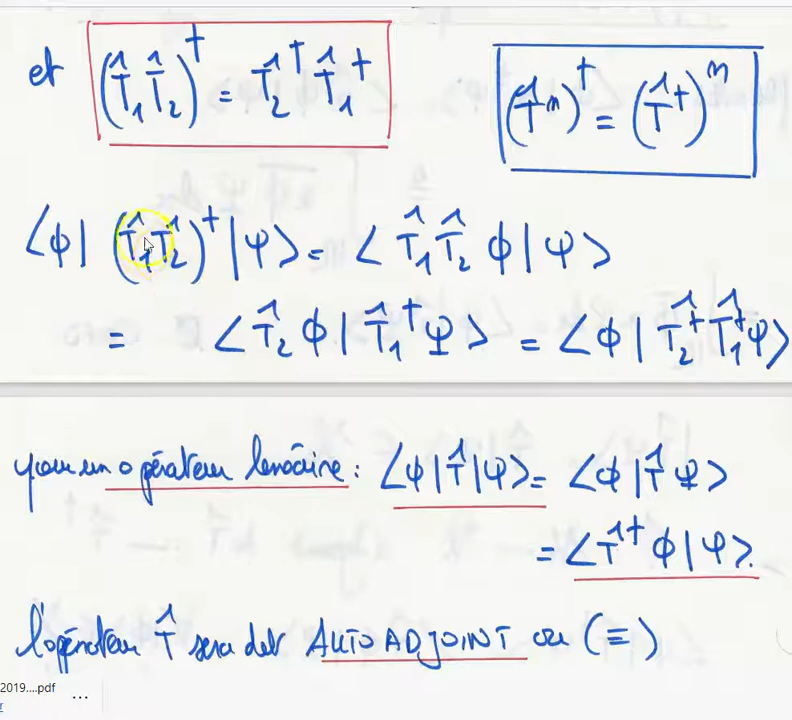 et (T̂₁T̂₂)† = T̂₂† T̂₁†
(T̂ⁿ)† = (T̂†)ⁿ
⟨φ| (T̂₁T̂₂)† |ψ⟩ = ⟨ T̂₁T̂₂ φ | ψ ⟩
= ⟨ T̂₂ φ | T̂₁† ψ ⟩ = ⟨ φ | T̂₂† T̂₁† ψ ⟩
pour un opérateur linéaire : ⟨φ|T̂|ψ⟩ = ⟨φ|T̂ ψ⟩
= ⟨T̂† φ|ψ⟩.
l'opérateur T̂ sera dit AUTOADJOINT ou (≡)
2019....pdf ...